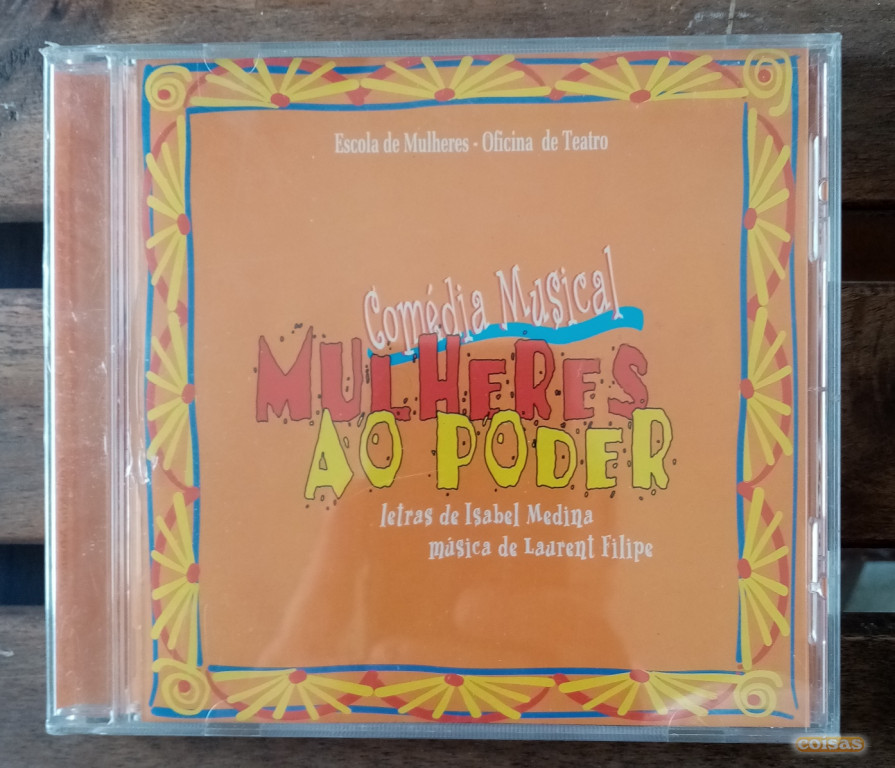 Escola de Mulheres - Oficina de Teatro
Comédia Musical
MULHERES
AO PODER
letras de Isabel Medina
música de Laurent Filipe
coisas